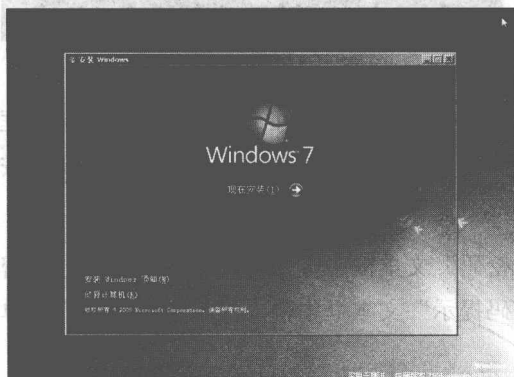 安装 Windows
Windows 7
现在安装(I)
安装 Windows 须知(W)
修复计算机(R)
版权所有 © 2009 Microsoft Corporation。保留所有权利。